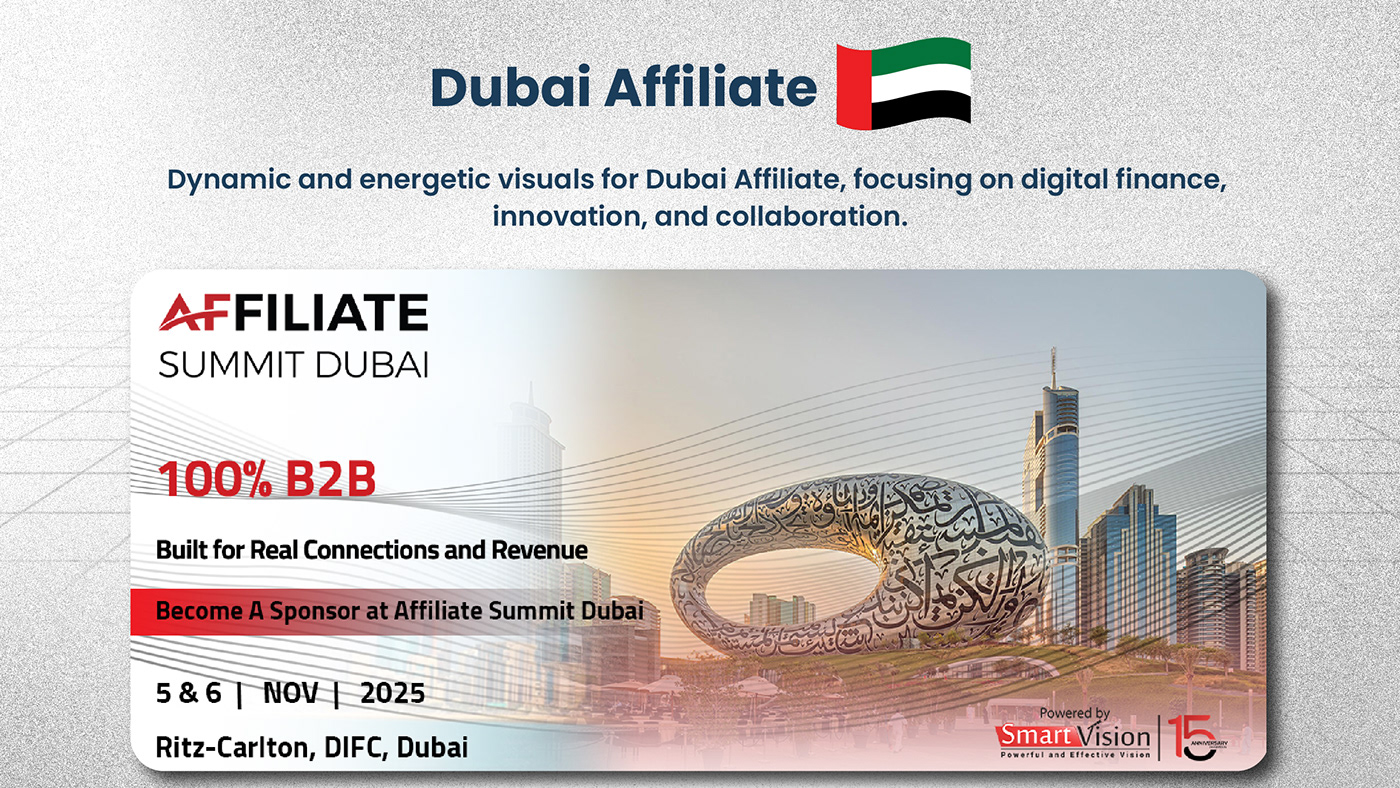 Dubai Affiliate
Dynamic and energetic visuals for Dubai Affiliate, focusing on digital finance,
innovation, and collaboration.
AFFILIATE
SUMMIT DUBAI
100% B2B
Built for Real Connections and Revenue
Become A Sponsor at Affiliate Summit Dubai
5 & 6 | NOV | 2025
Ritz-Carlton, DIFC, Dubai
Powered by
Smart Vision
Powerful and Effective Vision
15
ANNIVERSARY